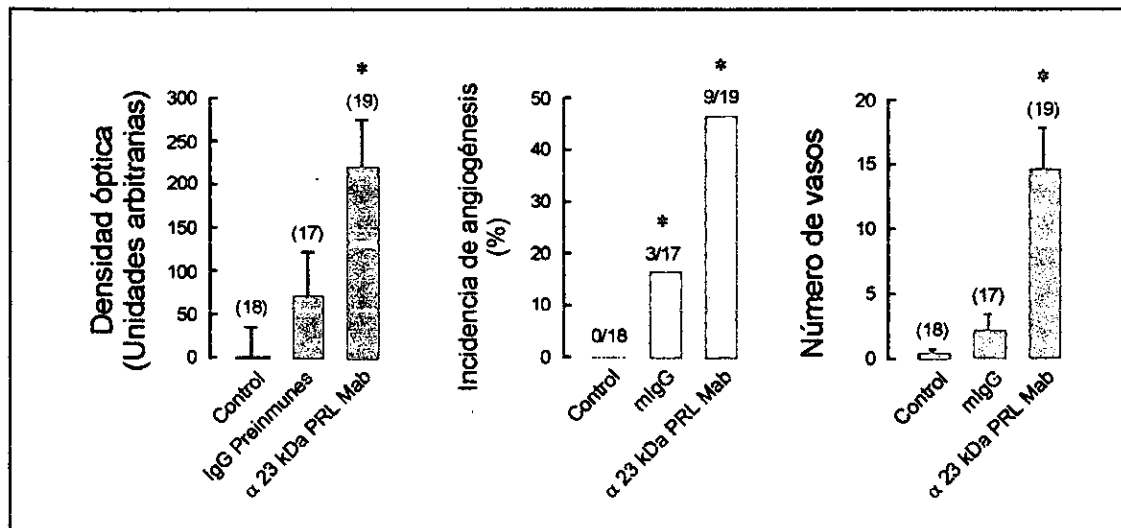 Densidad óptica
(Unidades arbitrarias)
300
250
200
150
100
50
0
(18)
(17)
*
(19)
Control
IgG Preinmunes
α 23 kDa PRL Mab
Incidencia de angiogénesis
(%)
50
40
30
20
10
0
0/18
*
3/17
*
9/19
Control
mIgG
α 23 kDa PRL Mab
Número de vasos
20
15
10
5
0
(18)
(17)
*
(19)
Control
mIgG
α 23 kDa PRL Mab